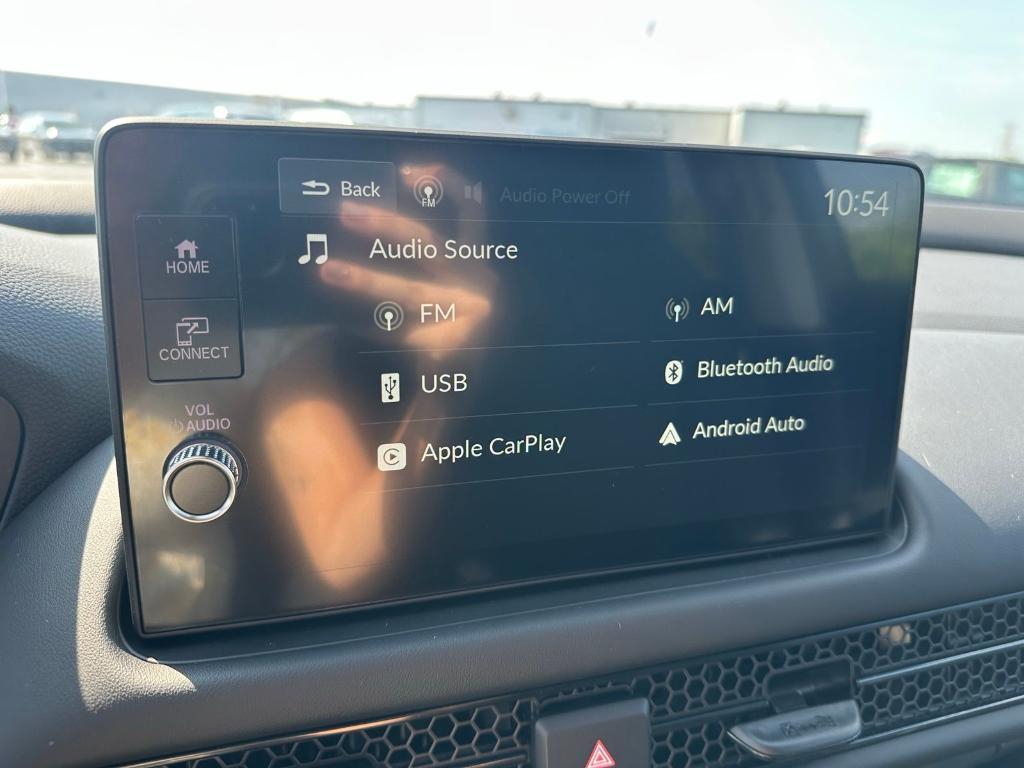 Back
FM
Audio Power Off
10:54
HOME
Audio Source
FM
AM
CONNECT
USB
Bluetooth Audio
VOL
AUDIO
Apple CarPlay
Android Auto